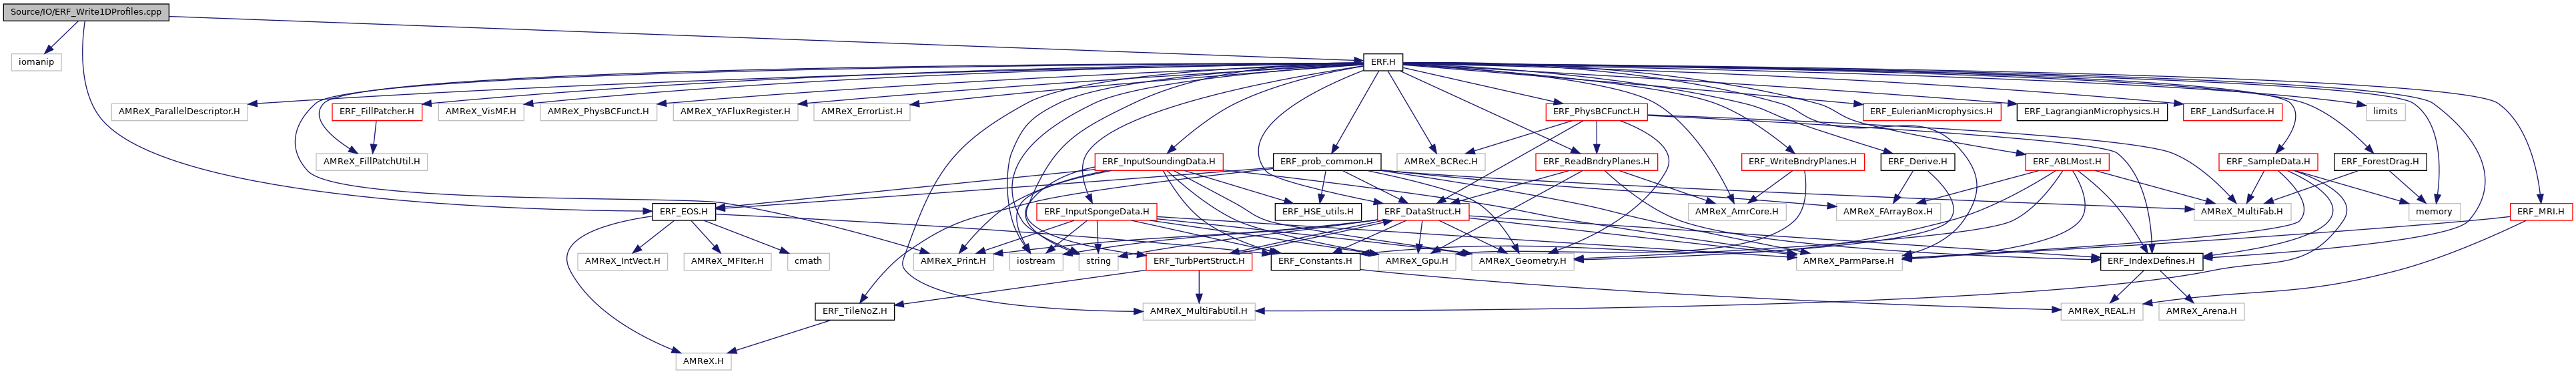 Source/IO/ERF_Write1DProfiles.cpp
iomanip
ERF.H
AMReX_ParallelDescriptor.H
ERF_FillPatcher.H
AMReX_VisMF.H
AMReX_PhysBCFunct.H
AMReX_YAFluxRegister.H
AMReX_ErrorList.H
ERF_PhysBCFunct.H
ERF_EulerianMicrophysics.H
ERF_LagrangianMicrophysics.H
ERF_LandSurface.H
limits
AMReX_FillPatchUtil.H
ERF_InputSoundingData.H
ERF_prob_common.H
AMReX_BCRec.H
ERF_ReadBndryPlanes.H
ERF_WriteBndryPlanes.H
ERF_Derive.H
ERF_ABLMost.H
ERF_SampleData.H
ERF_ForestDrag.H
ERF_EOS.H
ERF_InputSpongeData.H
ERF_HSE_utils.H
ERF_DataStruct.H
AMReX_AmrCore.H
AMReX_FArrayBox.H
AMReX_MultiFab.H
memory
ERF_MRI.H
AMReX_IntVect.H
AMReX_MFIter.H
cmath
AMReX_Print.H
iostream
string
ERF_TurbPertStruct.H
ERF_Constants.H
AMReX_Gpu.H
AMReX_Geometry.H
AMReX_ParmParse.H
ERF_IndexDefines.H
ERF_TileNoZ.H
AMReX_MultiFabUtil.H
AMReX_REAL.H
AMReX_Arena.H
AMReX.H